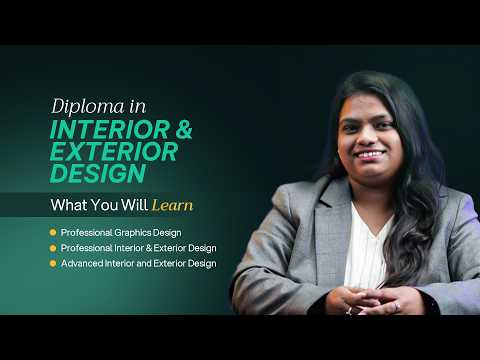 Diploma in
INTERIOR &
EXTERIOR
DESIGN
What You Will Learn
Professional Graphics Design
Professional Interior & Exterior Design
Advanced Interior and Exterior Design